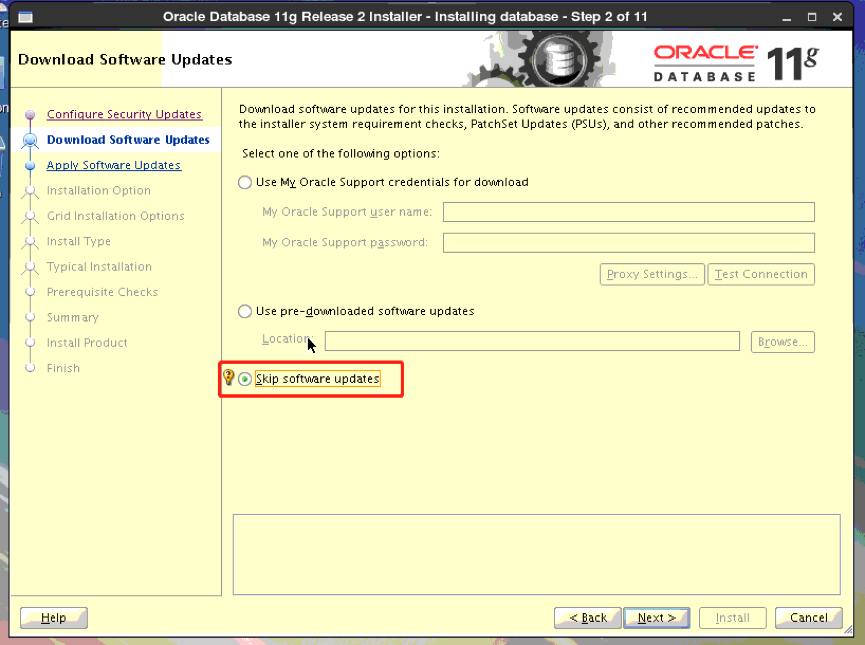 Oracle Database 11g Release 2 Installer - Installing database - Step 2 of 11
Download Software Updates
ORACLE
DATABASE
11g
Configure Security Updates
Download Software Updates
Apply Software Updates
Installation Option
Grid Installation Options
Install Type
Typical Installation
Prerequisite Checks
Summary
Install Product
Finish
Download software updates for this installation. Software updates consist of recommended updates to
the installer system requirement checks, PatchSet Updates (PSUs), and other recommended patches.
Select one of the following options:
Use My Oracle Support credentials for download
My Oracle Support user name:
My Oracle Support password:
Proxy Settings... Test Connection
Use pre-downloaded software updates
Location:
Browse...
Skip software updates
Help
< Back Next > Install Cancel